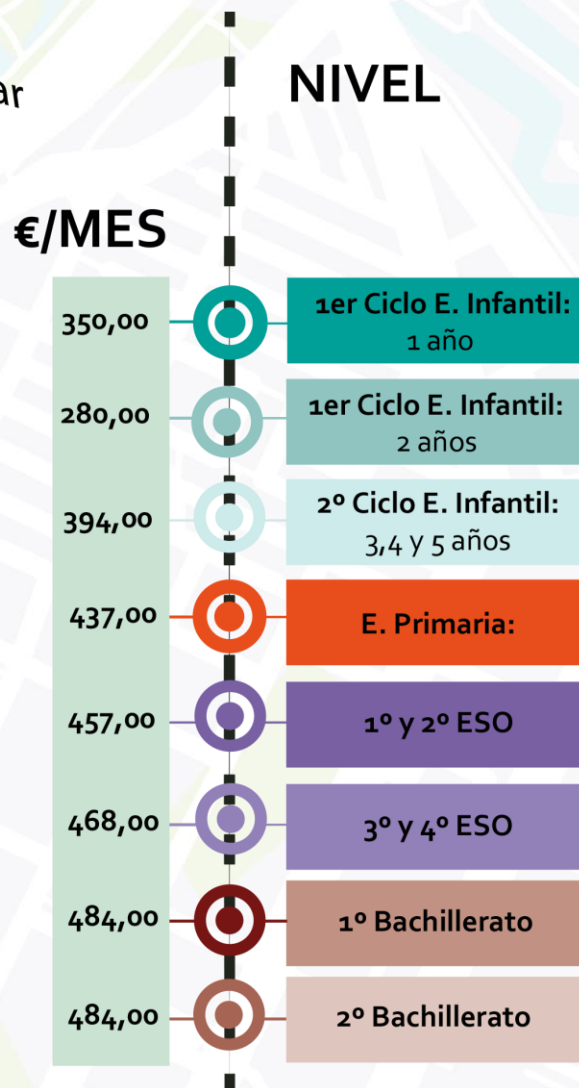 ar
NIVEL
€/MES
350,00
1er Ciclo E. Infantil:
1 año
280,00
1er Ciclo E. Infantil:
2 años
394,00
2º Ciclo E. Infantil:
3,4 y 5 años
437,00
E. Primaria:
457,00
1º y 2º ESO
468,00
3º y 4º ESO
484,00
1º Bachillerato
484,00
2º Bachillerato